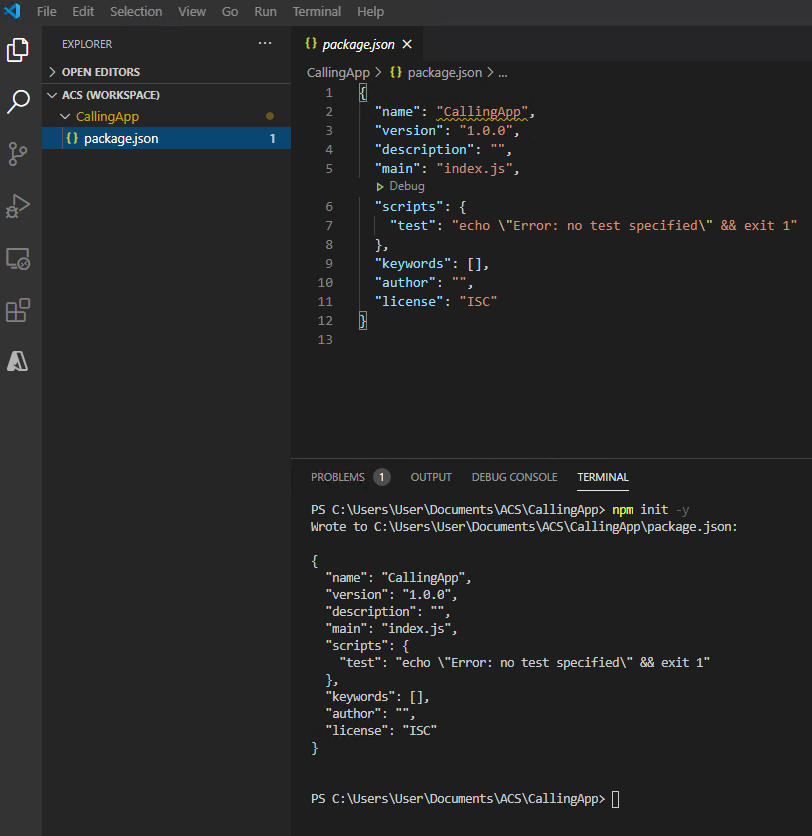 File Edit Selection View Go Run Terminal Help
EXPLORER ...
OPEN EDITORS
ACS (WORKSPACE)
CallingApp
{} package.json 1
{} package.json ×
CallingApp > {} package.json > ...
1 {
2 "name": "CallingApp",
3 "version": "1.0.0",
4 "description": "",
5 "main": "index.js",
Debug
6 "scripts": {
7 "test": "echo \"Error: no test specified\" && exit 1"
8 },
9 "keywords": [],
10 "author": "",
11 "license": "ISC"
12 }
13
PROBLEMS 1 OUTPUT DEBUG CONSOLE TERMINAL
PS C:\Users\User\Documents\ACS\CallingApp> npm init -y
Wrote to C:\Users\User\Documents\ACS\CallingApp\package.json:
{
"name": "CallingApp",
"version": "1.0.0",
"description": "",
"main": "index.js",
"scripts": {
"test": "echo \"Error: no test specified\" && exit 1"
},
"keywords": [],
"author": "",
"license": "ISC"
}
PS C:\Users\User\Documents\ACS\CallingApp>